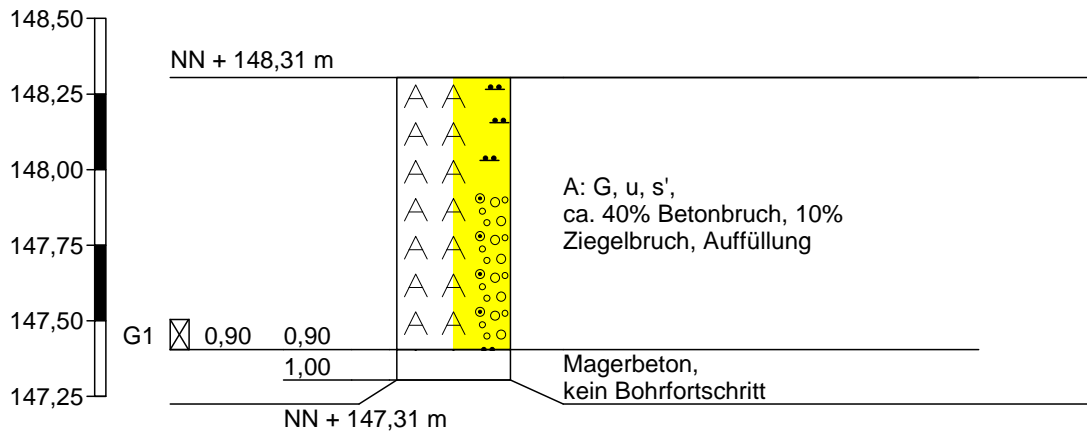 148,50
NN + 148,31 m
148,25
148,00
A: G, u, s',
ca. 40% Betonbruch, 10%
Ziegelbruch, Auffüllung
147,75
147,50
G1 0,90 0,90
1,00
Magerbeton,
kein Bohrfortschritt
147,25
NN + 147,31 m
A A
A A
A A
A A
A A
A A
A A